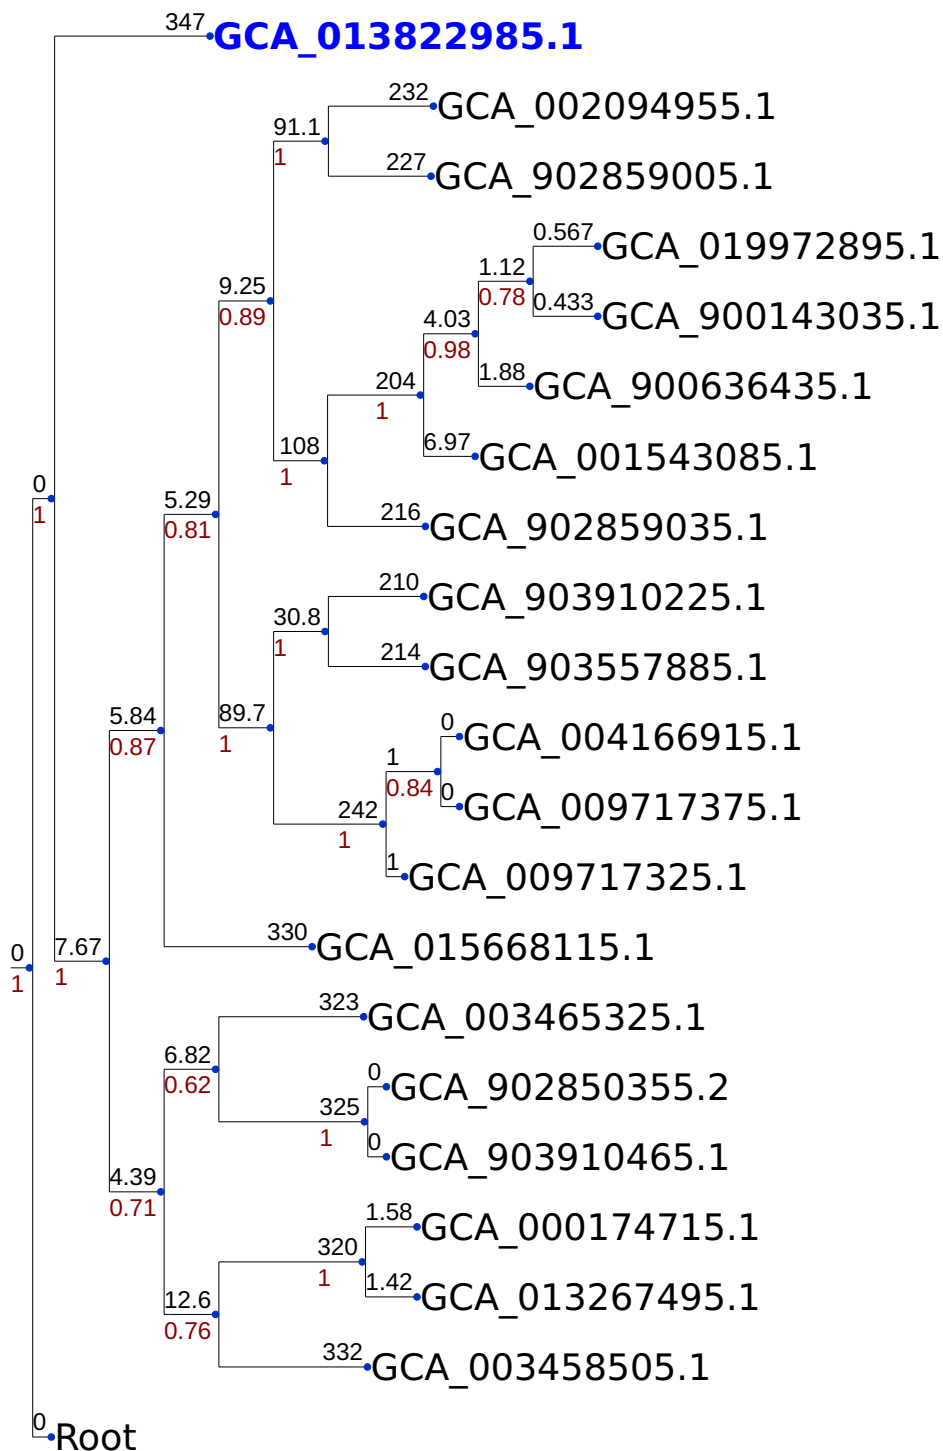 347
GCA_013822985.1
232
GCA_002094955.1
91.1
1
227
GCA_902859005.1
0.567
GCA_019972895.1
1.12
0.78
9.25
0.89
0.433
GCA_900143035.1
4.03
0.98
1.88
GCA_900636435.1
204
1
6.97
GCA_001543085.1
108
1
0
1
5.29
0.81
216
GCA_902859035.1
210
GCA_903910225.1
30.8
1
214
GCA_903557885.1
5.84
0.87
89.7
1
0
GCA_004166915.1
1
0.84
0
GCA_009717375.1
242
1
1
GCA_009717325.1
0
1
7.67
1
330
GCA_015668115.1
323
GCA_003465325.1
6.82
0.62
0
GCA_902850355.2
325
1
0
GCA_903910465.1
4.39
0.71
1.58
GCA_000174715.1
320
1
1.42
GCA_013267495.1
12.6
0.76
332
GCA_003458505.1
0
Root